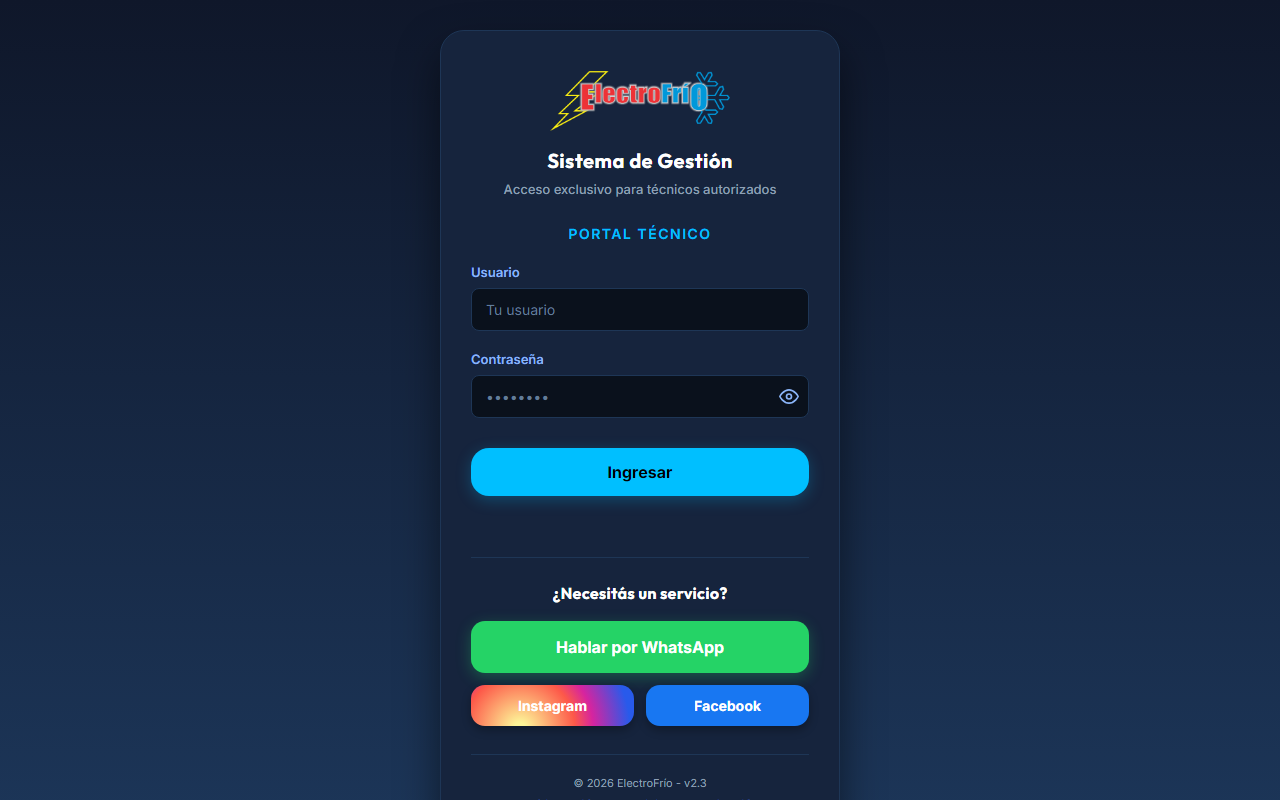 ElectroFrío
Sistema de Gestión
Acceso exclusivo para técnicos autorizados
PORTAL TÉCNICO
Usuario
Tu usuario
Contraseña
••••••••
Ingresar
¿Necesitás un servicio?
Hablar por WhatsApp
Instagram
Facebook
© 2026 ElectroFrío - v2.3